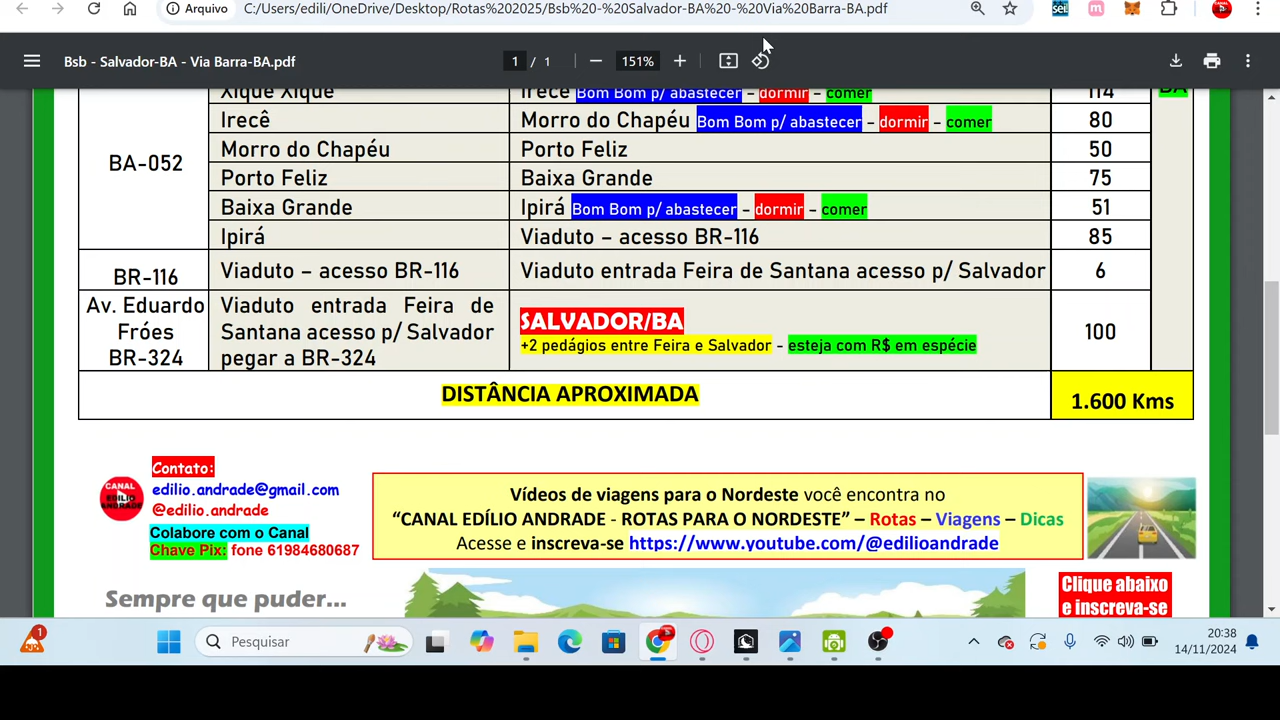 Arquivo C:/Users/edili/OneDrive/Desktop/Rotas%202025/Bsb%20-%20Salvador-BA%20-%20Via%20Barra-BA.pdf
Bsb - Salvador-BA - Via Barra-BA.pdf 1 / 1 151%
Xique Xique Irecê Bom Bom p/ abastecer – dormir – comer 114 BA
Irecê Morro do Chapéu Bom Bom p/ abastecer – dormir – comer 80
Morro do Chapéu Porto Feliz 50
BA-052
Porto Feliz Baixa Grande 75
Baixa Grande Ipirá Bom Bom p/ abastecer – dormir – comer 51
Ipirá Viaduto – acesso BR-116 85
BR-116 Viaduto – acesso BR-116 Viaduto entrada Feira de Santana acesso p/ Salvador 6
Av. Eduardo
Fróes
BR-324
Viaduto entrada Feira de
Santana acesso p/ Salvador
pegar a BR-324
SALVADOR/BA
+2 pedágios entre Feira e Salvador - esteja com R$ em espécie
100
DISTÂNCIA APROXIMADA 1.600 Kms
Contato:
edilio.andrade@gmail.com
@edilio.andrade
Colabore com o Canal
Chave Pix: fone 61984680687
CANAL
EDILIO
ANDRADE
Vídeos de viagens para o Nordeste você encontra no
“CANAL EDÍLIO ANDRADE - ROTAS PARA O NORDESTE” – Rotas – Viagens – Dicas
Acesse e inscreva-se https://www.youtube.com/@edilioandrade
Sempre que puder...
Clique abaixo
e inscreva-se
1 Pesquisar
20:38
14/11/2024